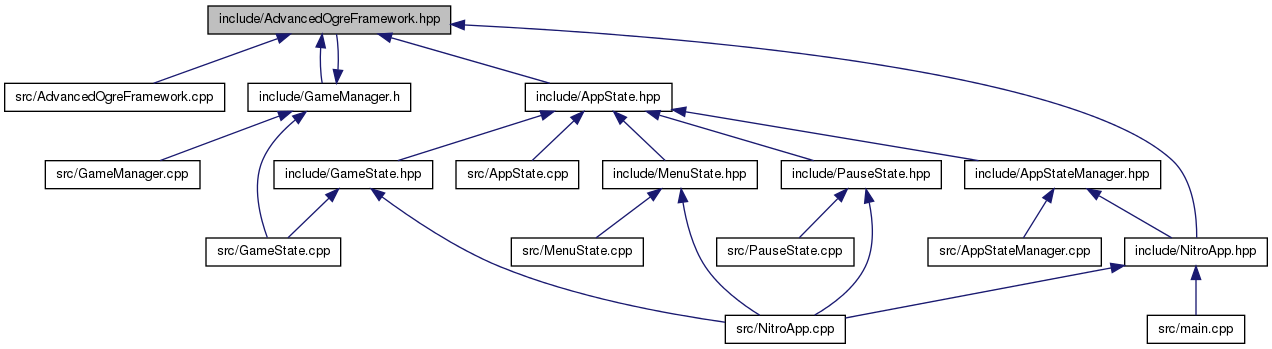 include/AdvancedOgreFramework.hpp
src/AdvancedOgreFramework.cpp
include/GameManager.h
include/AppState.hpp
src/GameManager.cpp
include/GameState.hpp
src/AppState.cpp
include/MenuState.hpp
include/PauseState.hpp
include/AppStateManager.hpp
src/GameState.cpp
src/MenuState.cpp
src/PauseState.cpp
src/AppStateManager.cpp
include/NitroApp.hpp
src/NitroApp.cpp
src/main.cpp